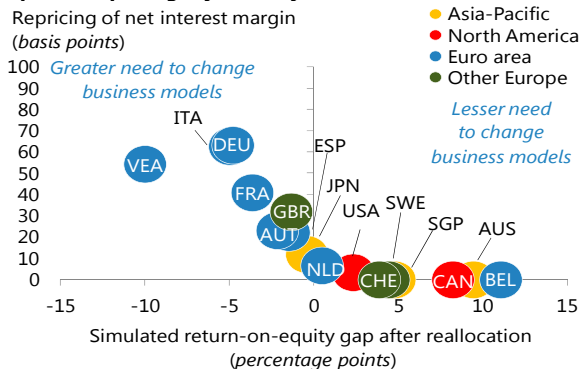 Repricing of net interest margin
(basis points)
Asia-Pacific
North America
Euro area
Other Europe
100
90
80
70
60
50
40
30
20
10
0
Greater need to change
business models
Lesser need
to change
business models
ITA
DEU
VEA
FRA
GBR
AUT
ESP
JPN
NLD
USA
SWE
CHE
SGP
CAN
AUS
BEL
-15
-10
-5
0
5
10
15
Simulated return-on-equity gap after reallocation
(percentage points)